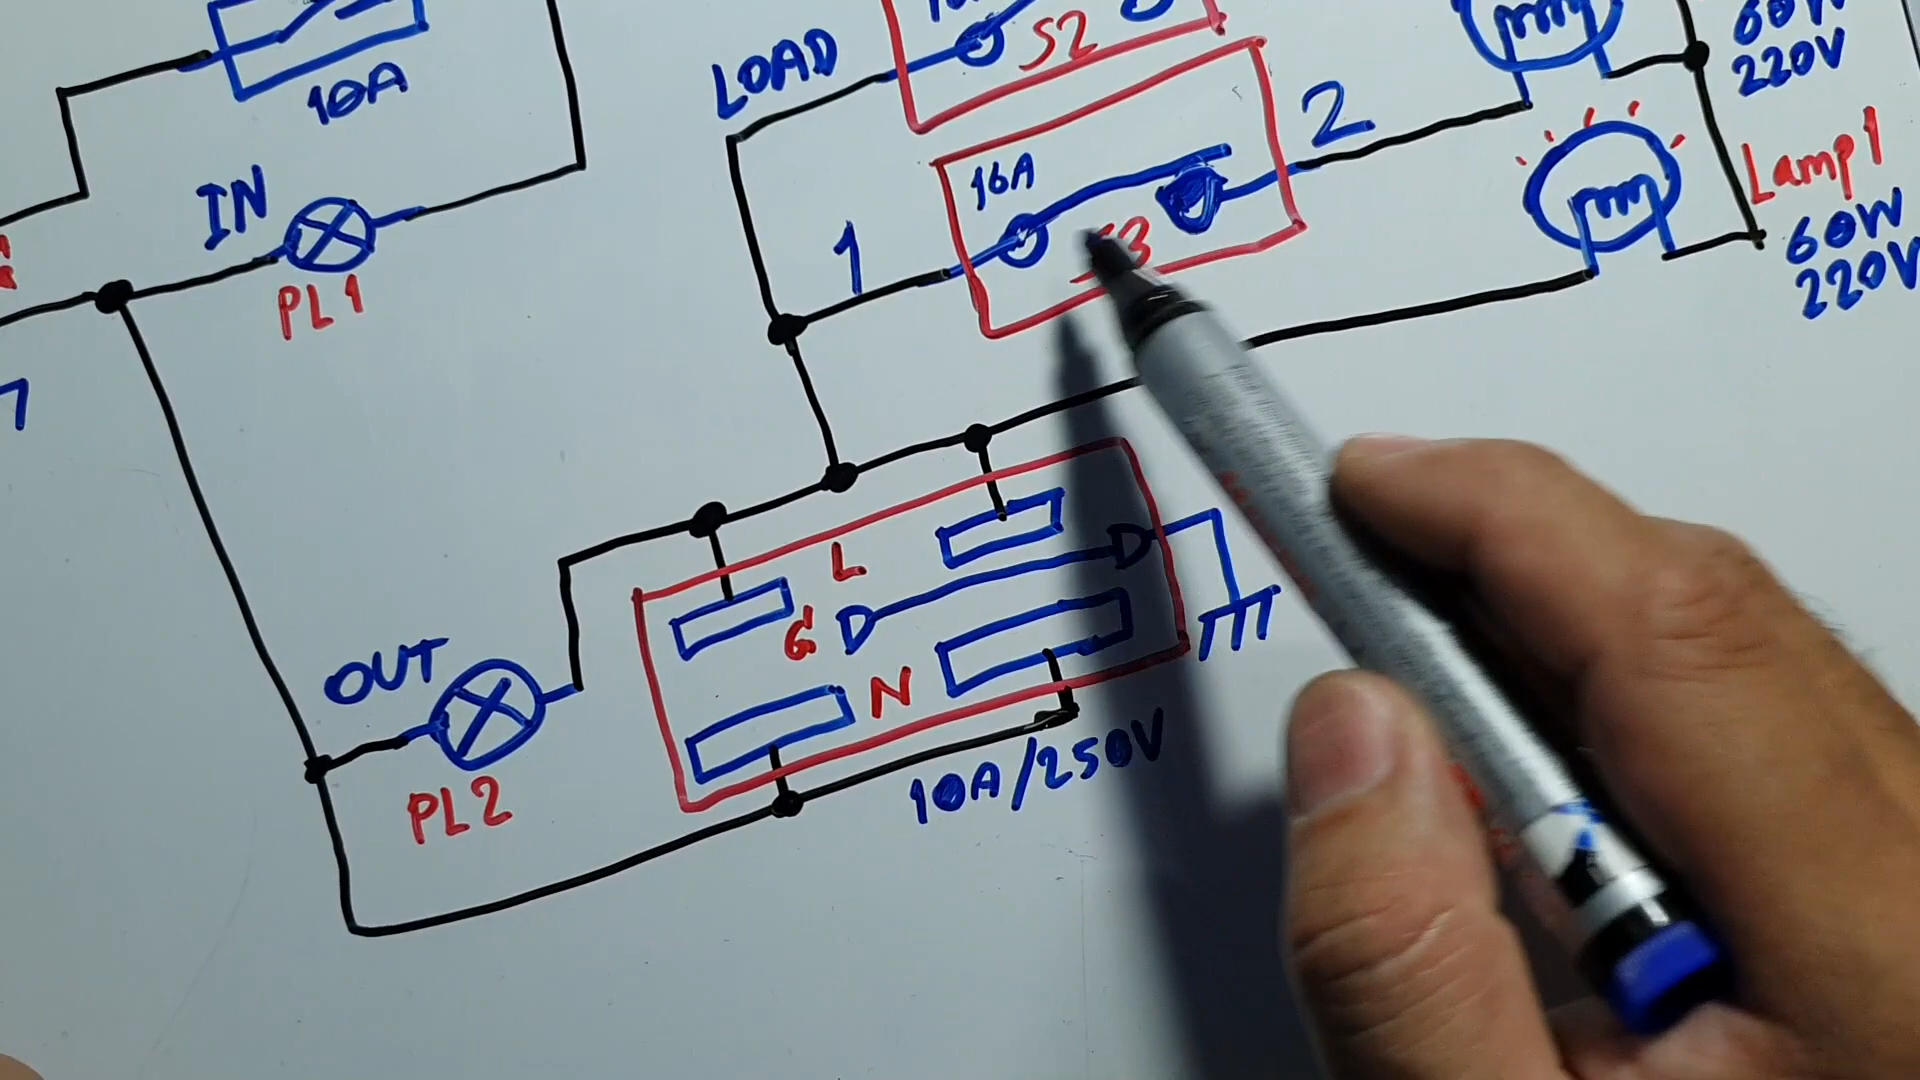 10A
IN
PL1
LOAD
S2
16A
1
2
60W
220V
Lamp1
60W
220V
L
G
N
OUT
PL2
10A/250V